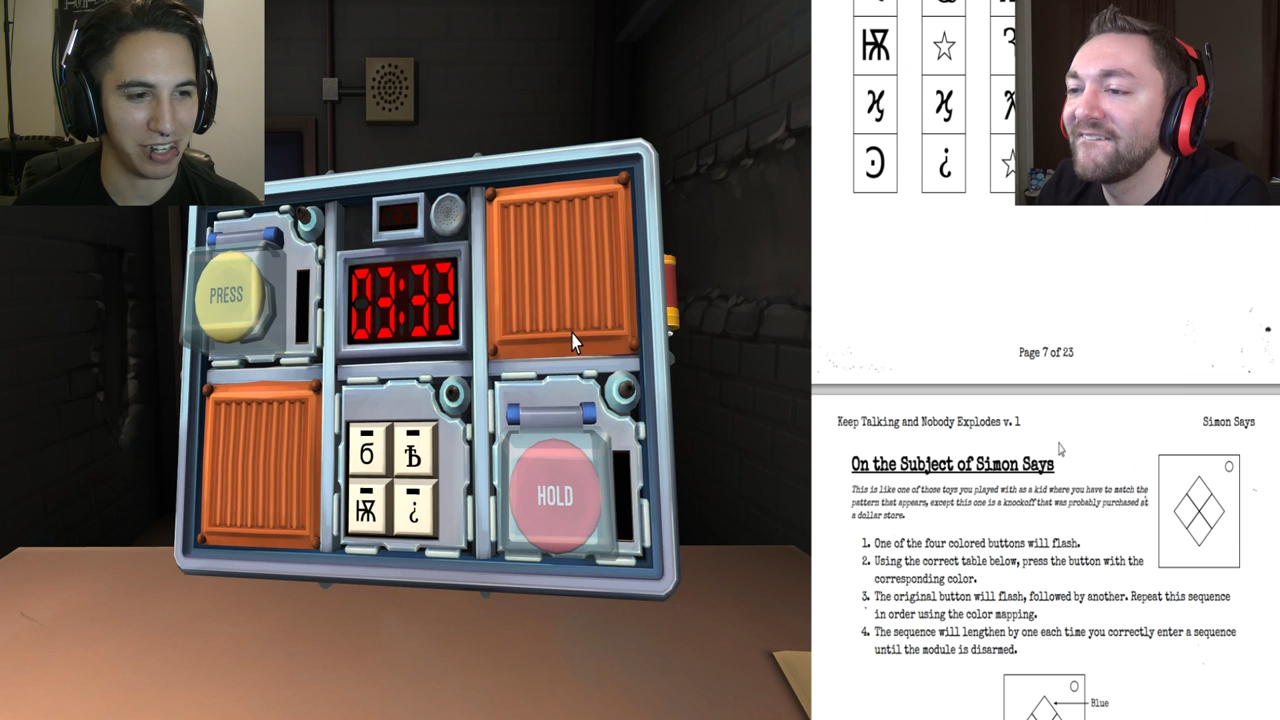 PRESS
03:33
б Ѣ
Ѭ ¿
HOLD
Ѭ ☆
ϗ ϗ
¿
Page 7 of 23
Keep Talking and Nobody Explodes v. 1
Simon Says
On the Subject of Simon Says
This is like one of those toys you played with as a kid where you have to match the
pattern that appears, except this one is a knockoff that was probably purchased at
a dollar store.
1. One of the four colored buttons will flash.
2. Using the correct table below, press the button with the
corresponding color.
3. The original button will flash, followed by another. Repeat this sequence
in order using the color mapping.
4. The sequence will lengthen by one each time you correctly enter a sequence
until the module is disarmed.
Blue